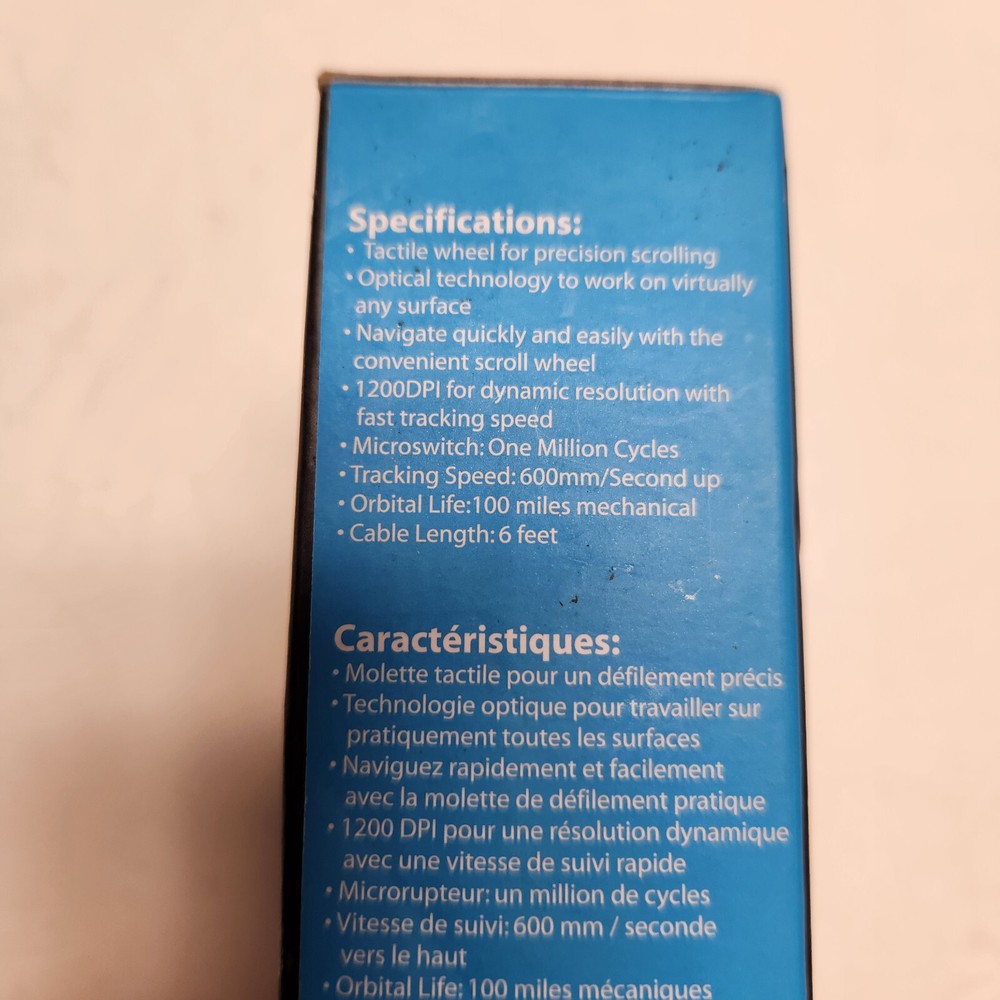 Specifications:
• Tactile wheel for precision scrolling
• Optical technology to work on virtually
any surface
• Navigate quickly and easily with the
convenient scroll wheel
• 1200DPI for dynamic resolution with
fast tracking speed
• Microswitch: One Million Cycles
• Tracking Speed: 600mm/Second up
• Orbital Life:100 miles mechanical
• Cable Length: 6 feet
Caractéristiques:
• Molette tactile pour un défilement précis
• Technologie optique pour travailler sur
pratiquement toutes les surfaces
• Naviguez rapidement et facilement
avec la molette de défilement pratique
• 1200 DPI pour une résolution dynamique
avec une vitesse de suivi rapide
• Microrupteur: un million de cycles
• Vitesse de suivi: 600 mm / seconde
vers le haut
• Orbital Life: 100 miles mécaniques